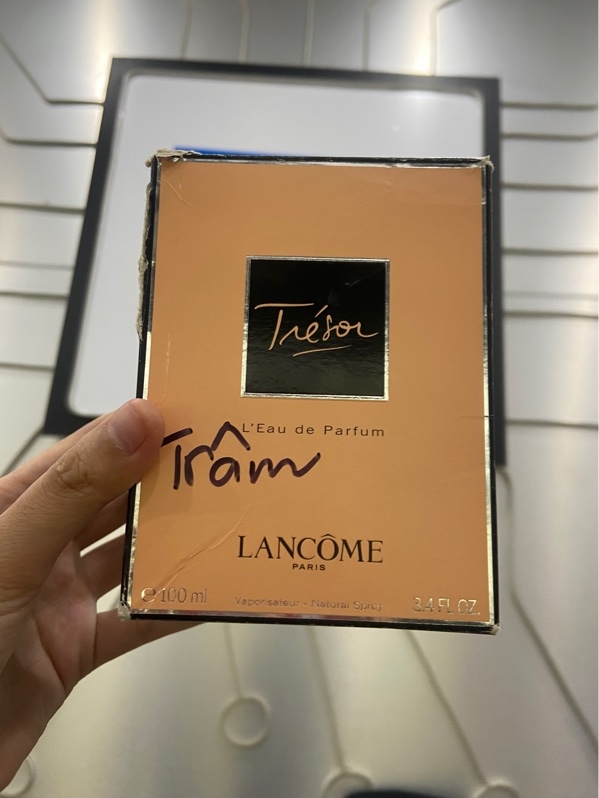 Trésor
L'Eau de Parfum
Trâm
LANCÔME
PARIS
℮ 100 ml
Vaporisateur - Natural Spray
3.4 FL.OZ.